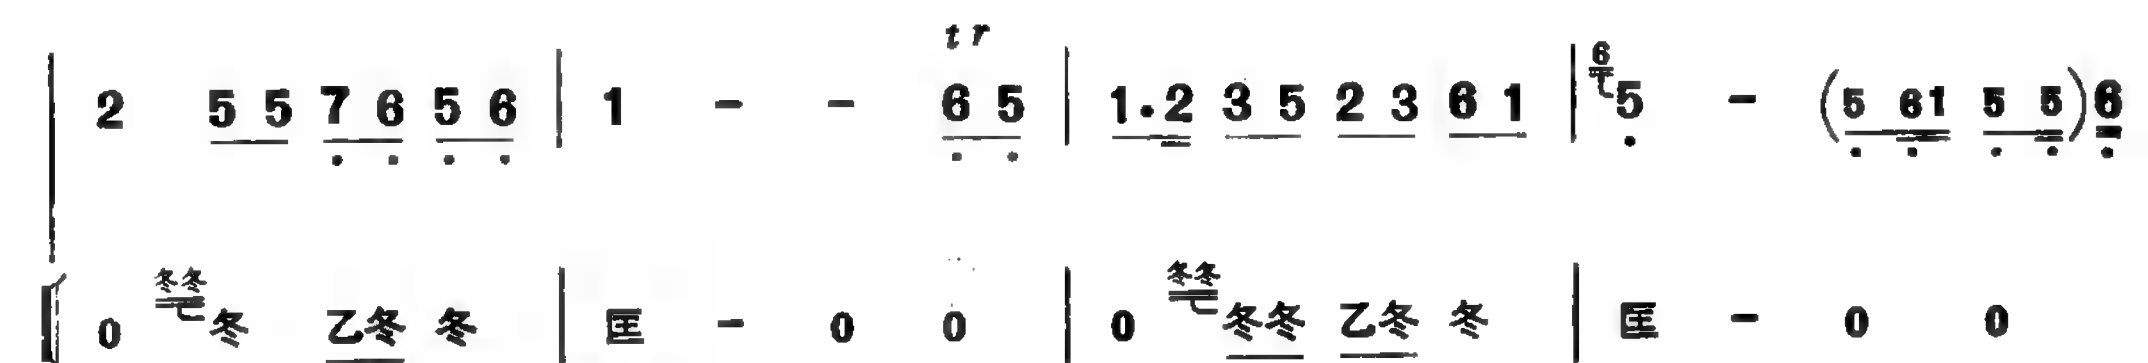 tr
2 5 5 7 6 5 6 | 1 - - 6 5 | 1·2 3 5 2 3 6 1 | 6 5 - (5 61 5 5) 6
0 冬冬 冬 乙冬 冬 | 匡 - 0 0 | 0 冬冬 冬冬 乙冬 冬 | 匡 - 0 0